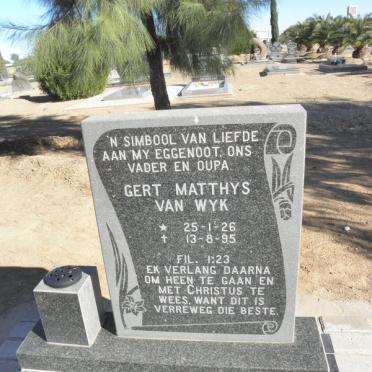 'N SIMBOOL VAN LIEFDE
AAN MY EGGENOOT, ONS
VADER EN OUPA
GERT MATTHYS
VAN WYK
★ 25-1-26
✝ 13-8-95
FIL. 1:23
EK VERLANG DAARNA
OM HEEN TE GAAN EN
MET CHRISTUS TE
WEES, WANT DIT IS
VERREWEG DIE BESTE.